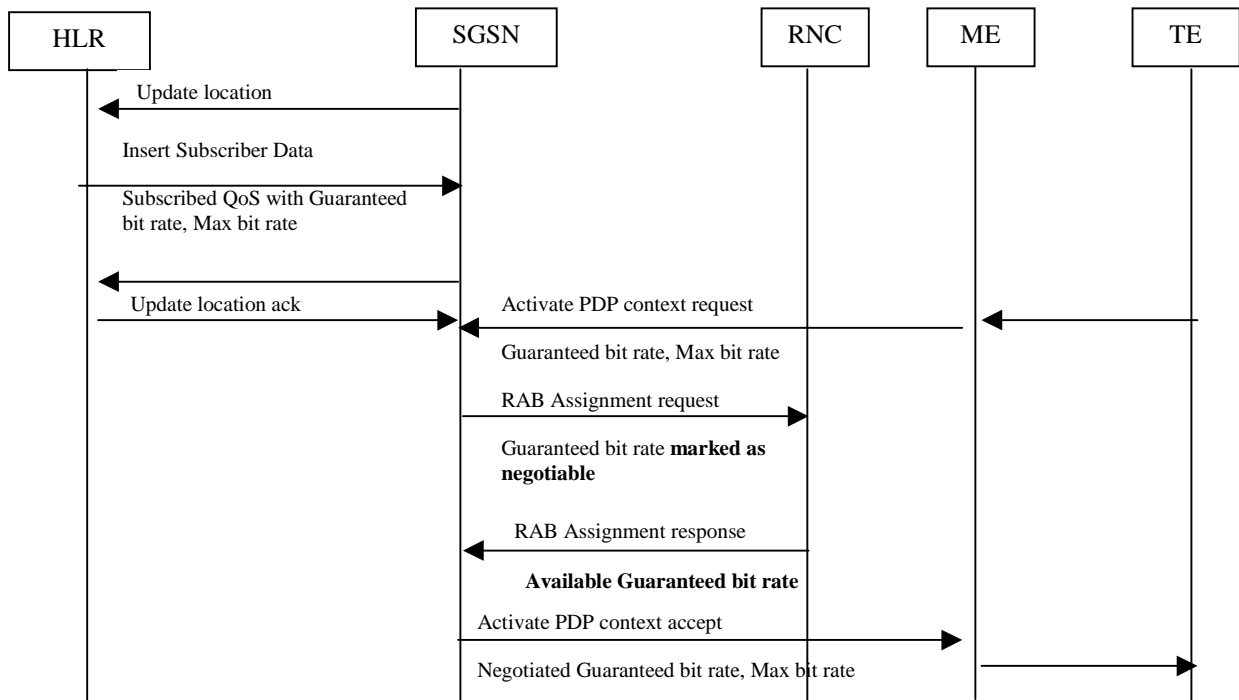 HLR
SGSN
RNC
ME
TE
Update location
Insert Subscriber Data
Subscribed QoS with Guaranteed
bit rate, Max bit rate
Update location ack
Activate PDP context request
Guaranteed bit rate, Max bit rate
RAB Assignment request
Guaranteed bit rate marked as
negotiable
RAB Assignment response
Available Guaranteed bit rate
Activate PDP context accept
Negotiated Guaranteed bit rate, Max bit rate